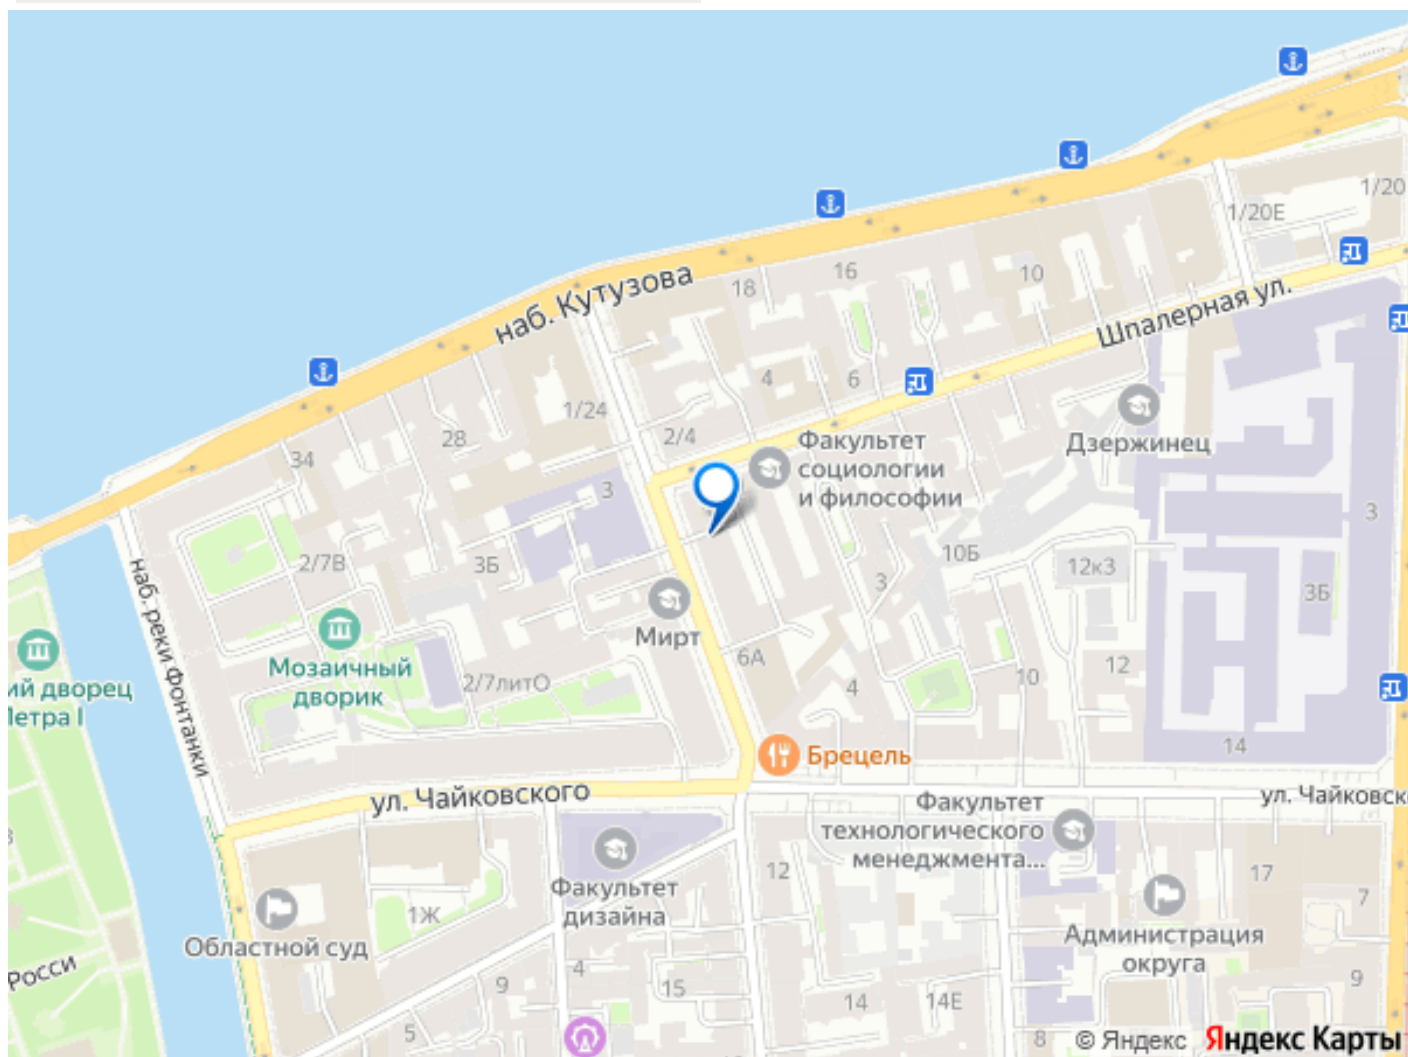 1/20
1/20Е
наб. Кутузова
18
16
10
Шпалерная ул.
4
6
1/24
2/4
28
34
Факультет
социологии
и философии
Дзержинец
3
3
2/7В
3Б
10Б
12к3
3
3Б
наб. реки фонтанки
Мирт
6А
12
10
4
Мозаичный
дворик
2/7литО
ий дворец
Петра I
14
Брецель
ул. Чайковского
ул. Чайковск
Факультет
технологического
менеджмента...
12
17
7
Факультет
дизайна
1Ж
Областной суд
Администрация
округа
Росси
9
4
15
14
14Е
9
5
8
© Яндекс Яндекс Карты